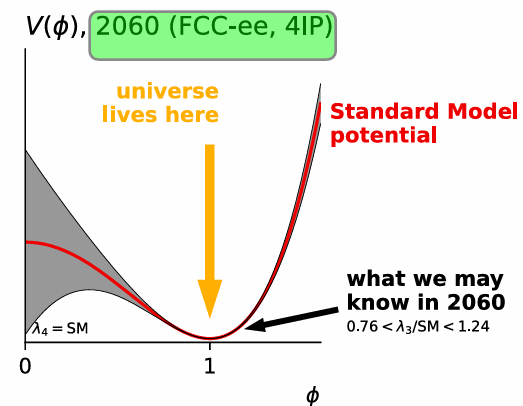 V(ϕ), 2060 (FCC-ee, 4IP)
universe
lives here
Standard Model
potential
what we may
know in 2060
0.76 < λ₃/SM < 1.24
λ₄ = SM
0
1
ϕ